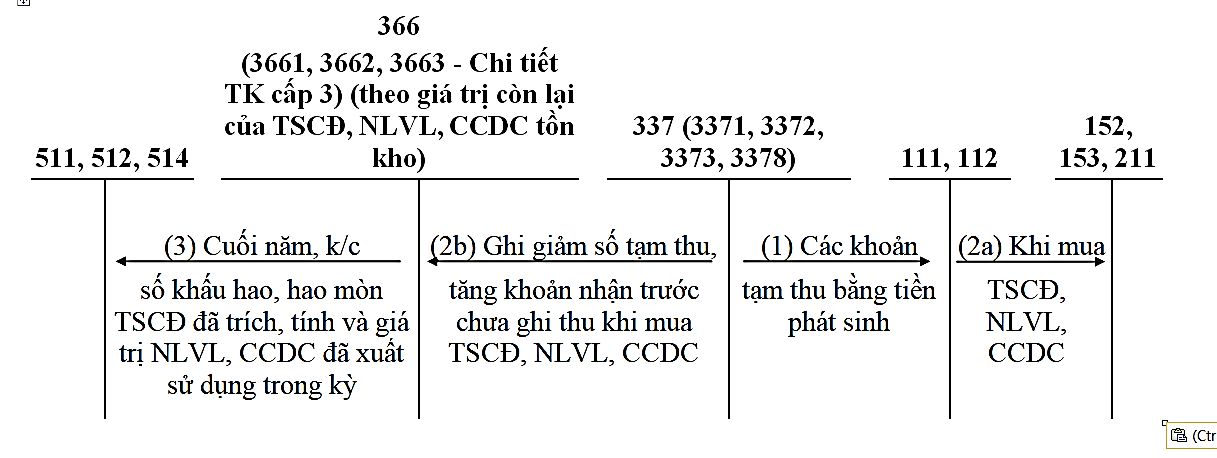 366
(3661, 3662, 3663 - Chi tiết
TK cấp 3) (theo giá trị còn lại
của TSCĐ, NLVL, CCDC tồn
kho)
511, 512, 514
337 (3371, 3372,
3373, 3378)
111, 112
152,
153, 211
(3) Cuối năm, k/c
số khấu hao, hao mòn
TSCĐ đã trích, tính và giá
trị NLVL, CCDC đã xuất
sử dụng trong kỳ
(2b) Ghi giảm số tạm thu,
tăng khoản nhận trước
chưa ghi thu khi mua
TSCĐ, NLVL, CCDC
(1) Các khoản
tạm thu bằng tiền
phát sinh
(2a) Khi mua
TSCĐ,
NLVL,
CCDC
(Ctr